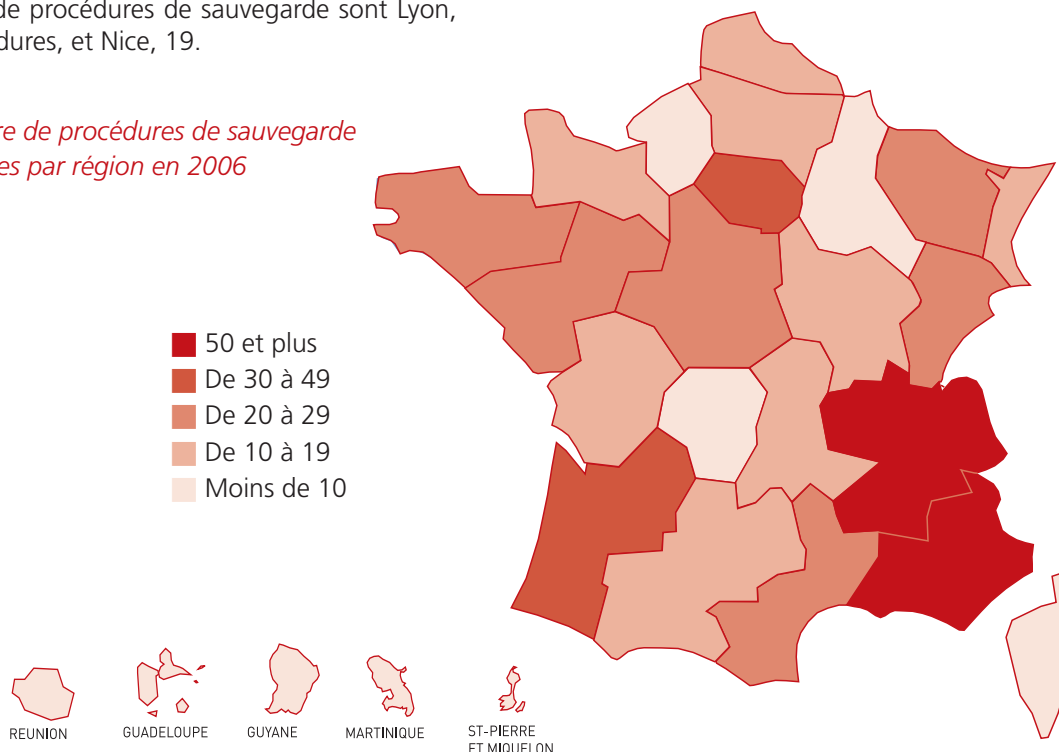 de procédures de sauvegarde sont Lyon,
dures, et Nice, 19.
re de procédures de sauvegarde
es par région en 2006
50 et plus
De 30 à 49
De 20 à 29
De 10 à 19
Moins de 10
REUNION
GUADELOUPE
GUYANE
MARTINIQUE
ST-PIERRE
ET MIQUELON